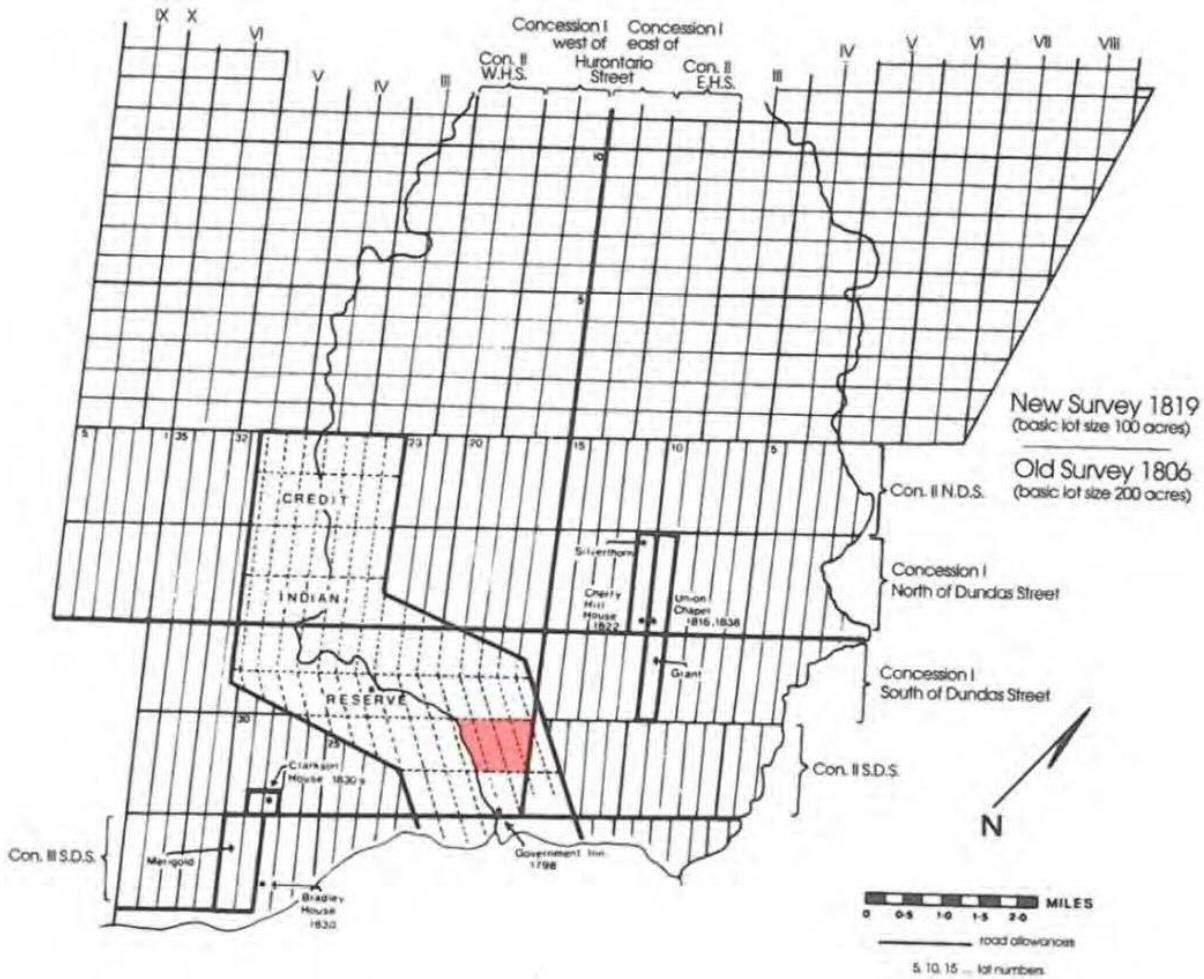 IX X VI
V IV III
Con. II
W.H.S.
Concession I
west of
Concession I
east of
Hurontario
Street
Con. II
E.H.S.
III IV V VI VII VIII
10
5
New Survey 1819
(basic lot size 100 acres)
Old Survey 1806
(basic lot size 200 acres)
5 35 32 23 20 15 10 5
CREDIT
INDIAN
RESERVE
Con. II N.D.S.
Silverthorn
Cherry
Hill
House
1822
Union
Chapel
1816, 1838
Grant
Concession I
North of Dundas Street
Concession I
South of Dundas Street
Con. II S.D.S.
30
25
Clarkson
House 1830's
Con. III S.D.S.
Merigold
Bradley
House
1830
Government Inn
1798
N
MILES
0 0·5 1·0 1·5 2·0
road allowances
5, 10, 15 ... lot numbers